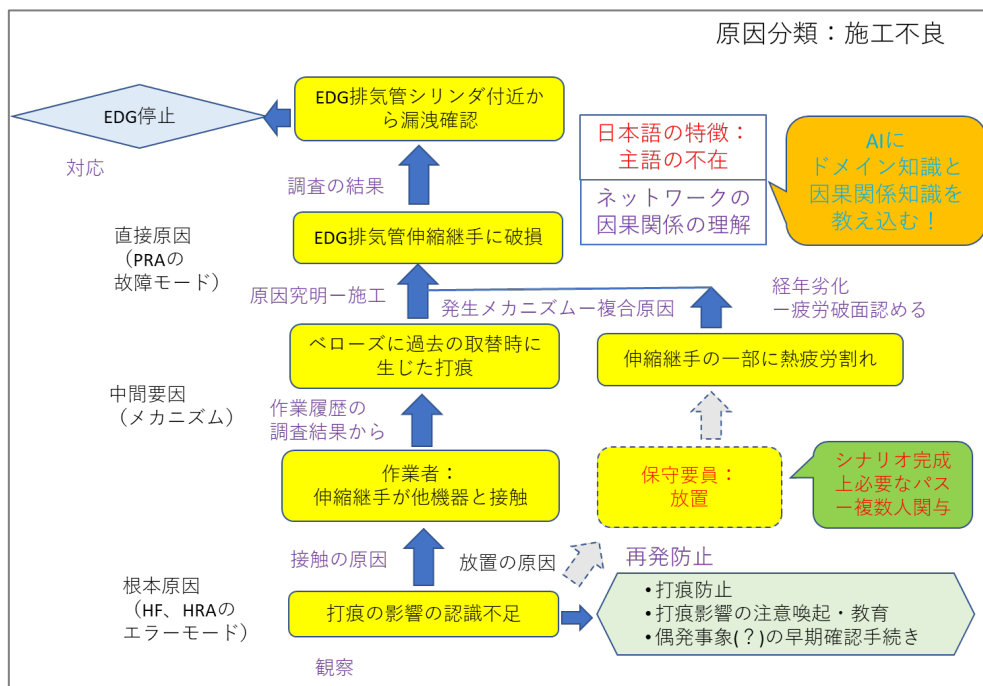 原因分類：施工不良
EDG排気管シリンダ付近か
ら漏洩確認
EDG停止
対応
日本語の特徴：
主語の不在
ネットワークの
因果関係の理解
AIに
ドメイン知識と
因果関係知識を
教え込む！
調査の結果
直接原因
（PRAの
故障モード）
EDG排気管伸縮継手に破損
原因究明ー施工
発生メカニズムー複合原因
経年劣化
ー疲労破面認める
ベローズに過去の取替時に
生じた打痕
伸縮継手の一部に熱疲労割れ
中間要因
（メカニズム）
作業履歴の
調査結果から
作業者：
伸縮継手が他機器と接触
保守要員：
放置
シナリオ完成
上必要なパス
ー複数人関与
接触の原因
放置の原因
再発防止
根本原因
（HF、HRAの
エラーモード）
打痕の影響の認識不足
•打痕防止
•打痕影響の注意喚起・教育
•偶発事象(？)の早期確認手続き
観察